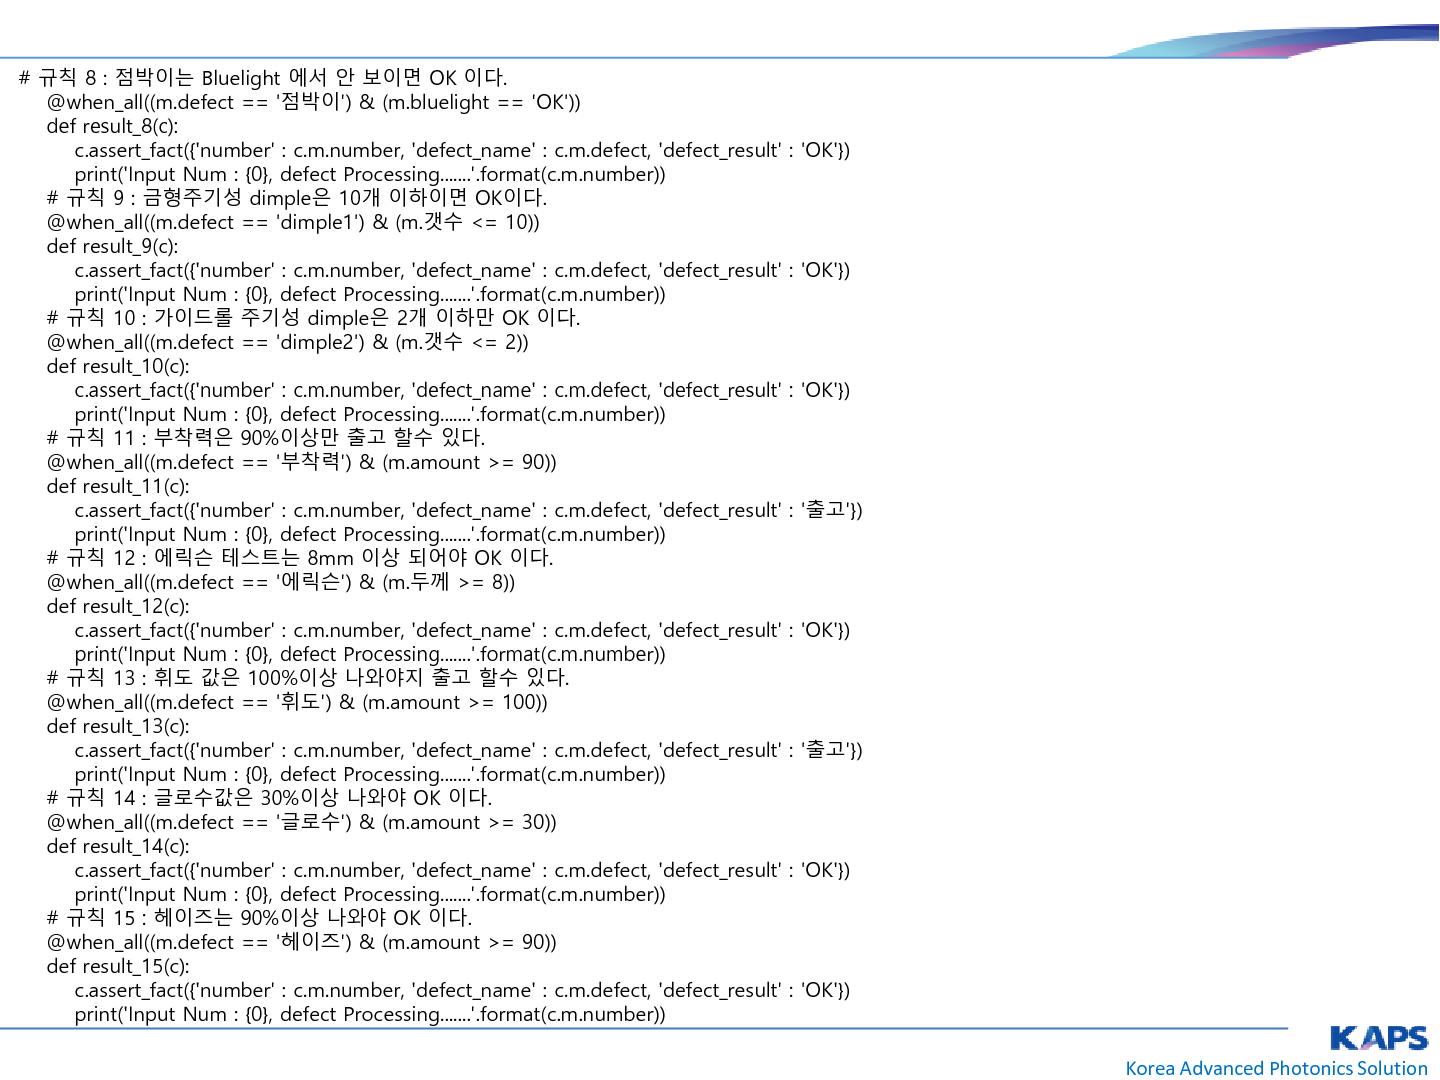 # 규칙 8 : 점박이는 Bluelight 에서 안 보이면 OK 이다.
@when_all((m.defect == '점박이') & (m.bluelight == 'OK'))
def result_8(c):
c.assert_fact({'number' : c.m.number, 'defect_name' : c.m.defect, 'defect_result' : 'OK'})
print('Input Num : {0}, defect Processing.......'.format(c.m.number))
# 규칙 9 : 금형주기성 dimple은 10개 이하이면 OK이다.
@when_all((m.defect == 'dimple1') & (m.갯수 <= 10))
def result_9(c):
c.assert_fact({'number' : c.m.number, 'defect_name' : c.m.defect, 'defect_result' : 'OK'})
print('Input Num : {0}, defect Processing.......'.format(c.m.number))
# 규칙 10 : 가이드롤 주기성 dimple은 2개 이하만 OK 이다.
@when_all((m.defect == 'dimple2') & (m.갯수 <= 2))
def result_10(c):
c.assert_fact({'number' : c.m.number, 'defect_name' : c.m.defect, 'defect_result' : 'OK'})
print('Input Num : {0}, defect Processing.......'.format(c.m.number))
# 규칙 11 : 부착력은 90%이상만 출고 할수 있다.
@when_all((m.defect == '부착력') & (m.amount >= 90))
def result_11(c):
c.assert_fact({'number' : c.m.number, 'defect_name' : c.m.defect, 'defect_result' : '출고'})
print('Input Num : {0}, defect Processing.......'.format(c.m.number))
# 규칙 12 : 에릭슨 테스트는 8mm 이상 되어야 OK 이다.
@when_all((m.defect == '에릭슨') & (m.두께 >= 8))
def result_12(c):
c.assert_fact({'number' : c.m.number, 'defect_name' : c.m.defect, 'defect_result' : 'OK'})
print('Input Num : {0}, defect Processing.......'.format(c.m.number))
# 규칙 13 : 휘도 값은 100%이상 나와야지 출고 할수 있다.
@when_all((m.defect == '휘도') & (m.amount >= 100))
def result_13(c):
c.assert_fact({'number' : c.m.number, 'defect_name' : c.m.defect, 'defect_result' : '출고'})
print('Input Num : {0}, defect Processing.......'.format(c.m.number))
# 규칙 14 : 글로수값은 30%이상 나와야 OK 이다.
@when_all((m.defect == '글로수') & (m.amount >= 30))
def result_14(c):
c.assert_fact({'number' : c.m.number, 'defect_name' : c.m.defect, 'defect_result' : 'OK'})
print('Input Num : {0}, defect Processing.......'.format(c.m.number))
# 규칙 15 : 헤이즈는 90%이상 나와야 OK 이다.
@when_all((m.defect == '헤이즈') & (m.amount >= 90))
def result_15(c):
c.assert_fact({'number' : c.m.number, 'defect_name' : c.m.defect, 'defect_result' : 'OK'})
print('Input Num : {0}, defect Processing.......'.format(c.m.number))
KAPS
Korea Advanced Photonics Solution